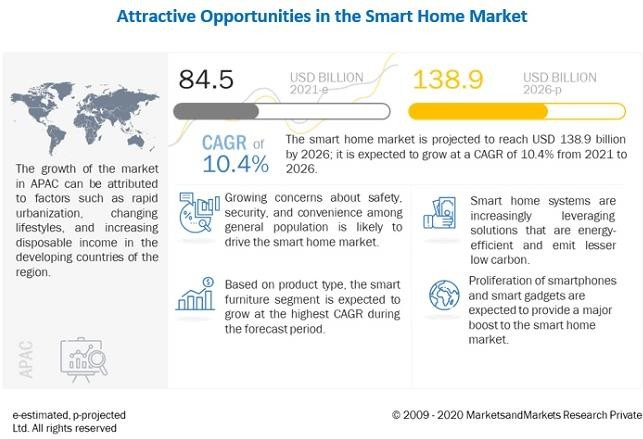 Attractive Opportunities in the Smart Home Market
84.5
USD BILLION
2021-e
138.9
USD BILLION
2026-p
CAGR of
10.4%
The smart home market is projected to reach USD 138.9 billion
by 2026; it is expected to grow at a CAGR of 10.4% from 2021 to
2026.
The growth of the market
in APAC can be attributed
to factors such as rapid
urbanization, changing
lifestyles, and increasing
disposable income in the
developing countries of the
region.
APAC
Growing concerns about safety,
security, and convenience among
general population is likely to
drive the smart home market.
Smart home systems are
increasingly leveraging
solutions that are energy-
efficient and emit lesser
low carbon.
Based on product type, the smart
furniture segment is expected to
grow at the highest CAGR during
the forecast period.
Proliferation of smartphones
and smart gadgets are
expected to provide a major
boost to the smart home
market.
e-estimated, p-projected
Ltd. All rights reserved
© 2009 - 2020 MarketsandMarkets Research Private